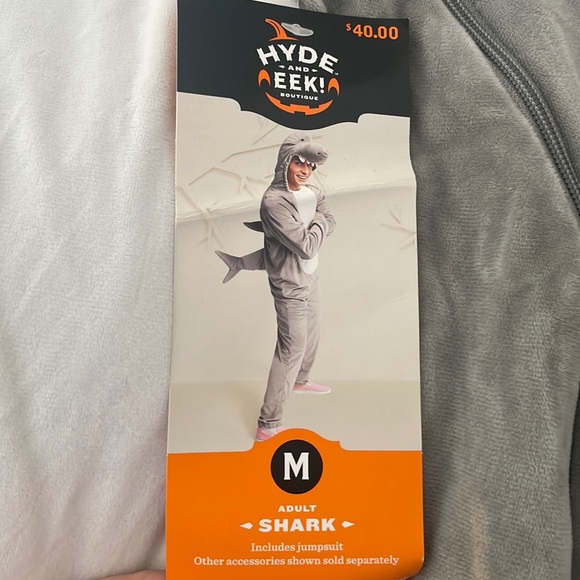 $40.00
HYDE
AND
EEK!
BOUTIQUE
M
ADULT
SHARK
Includes jumpsuit
Other accessories shown sold separately